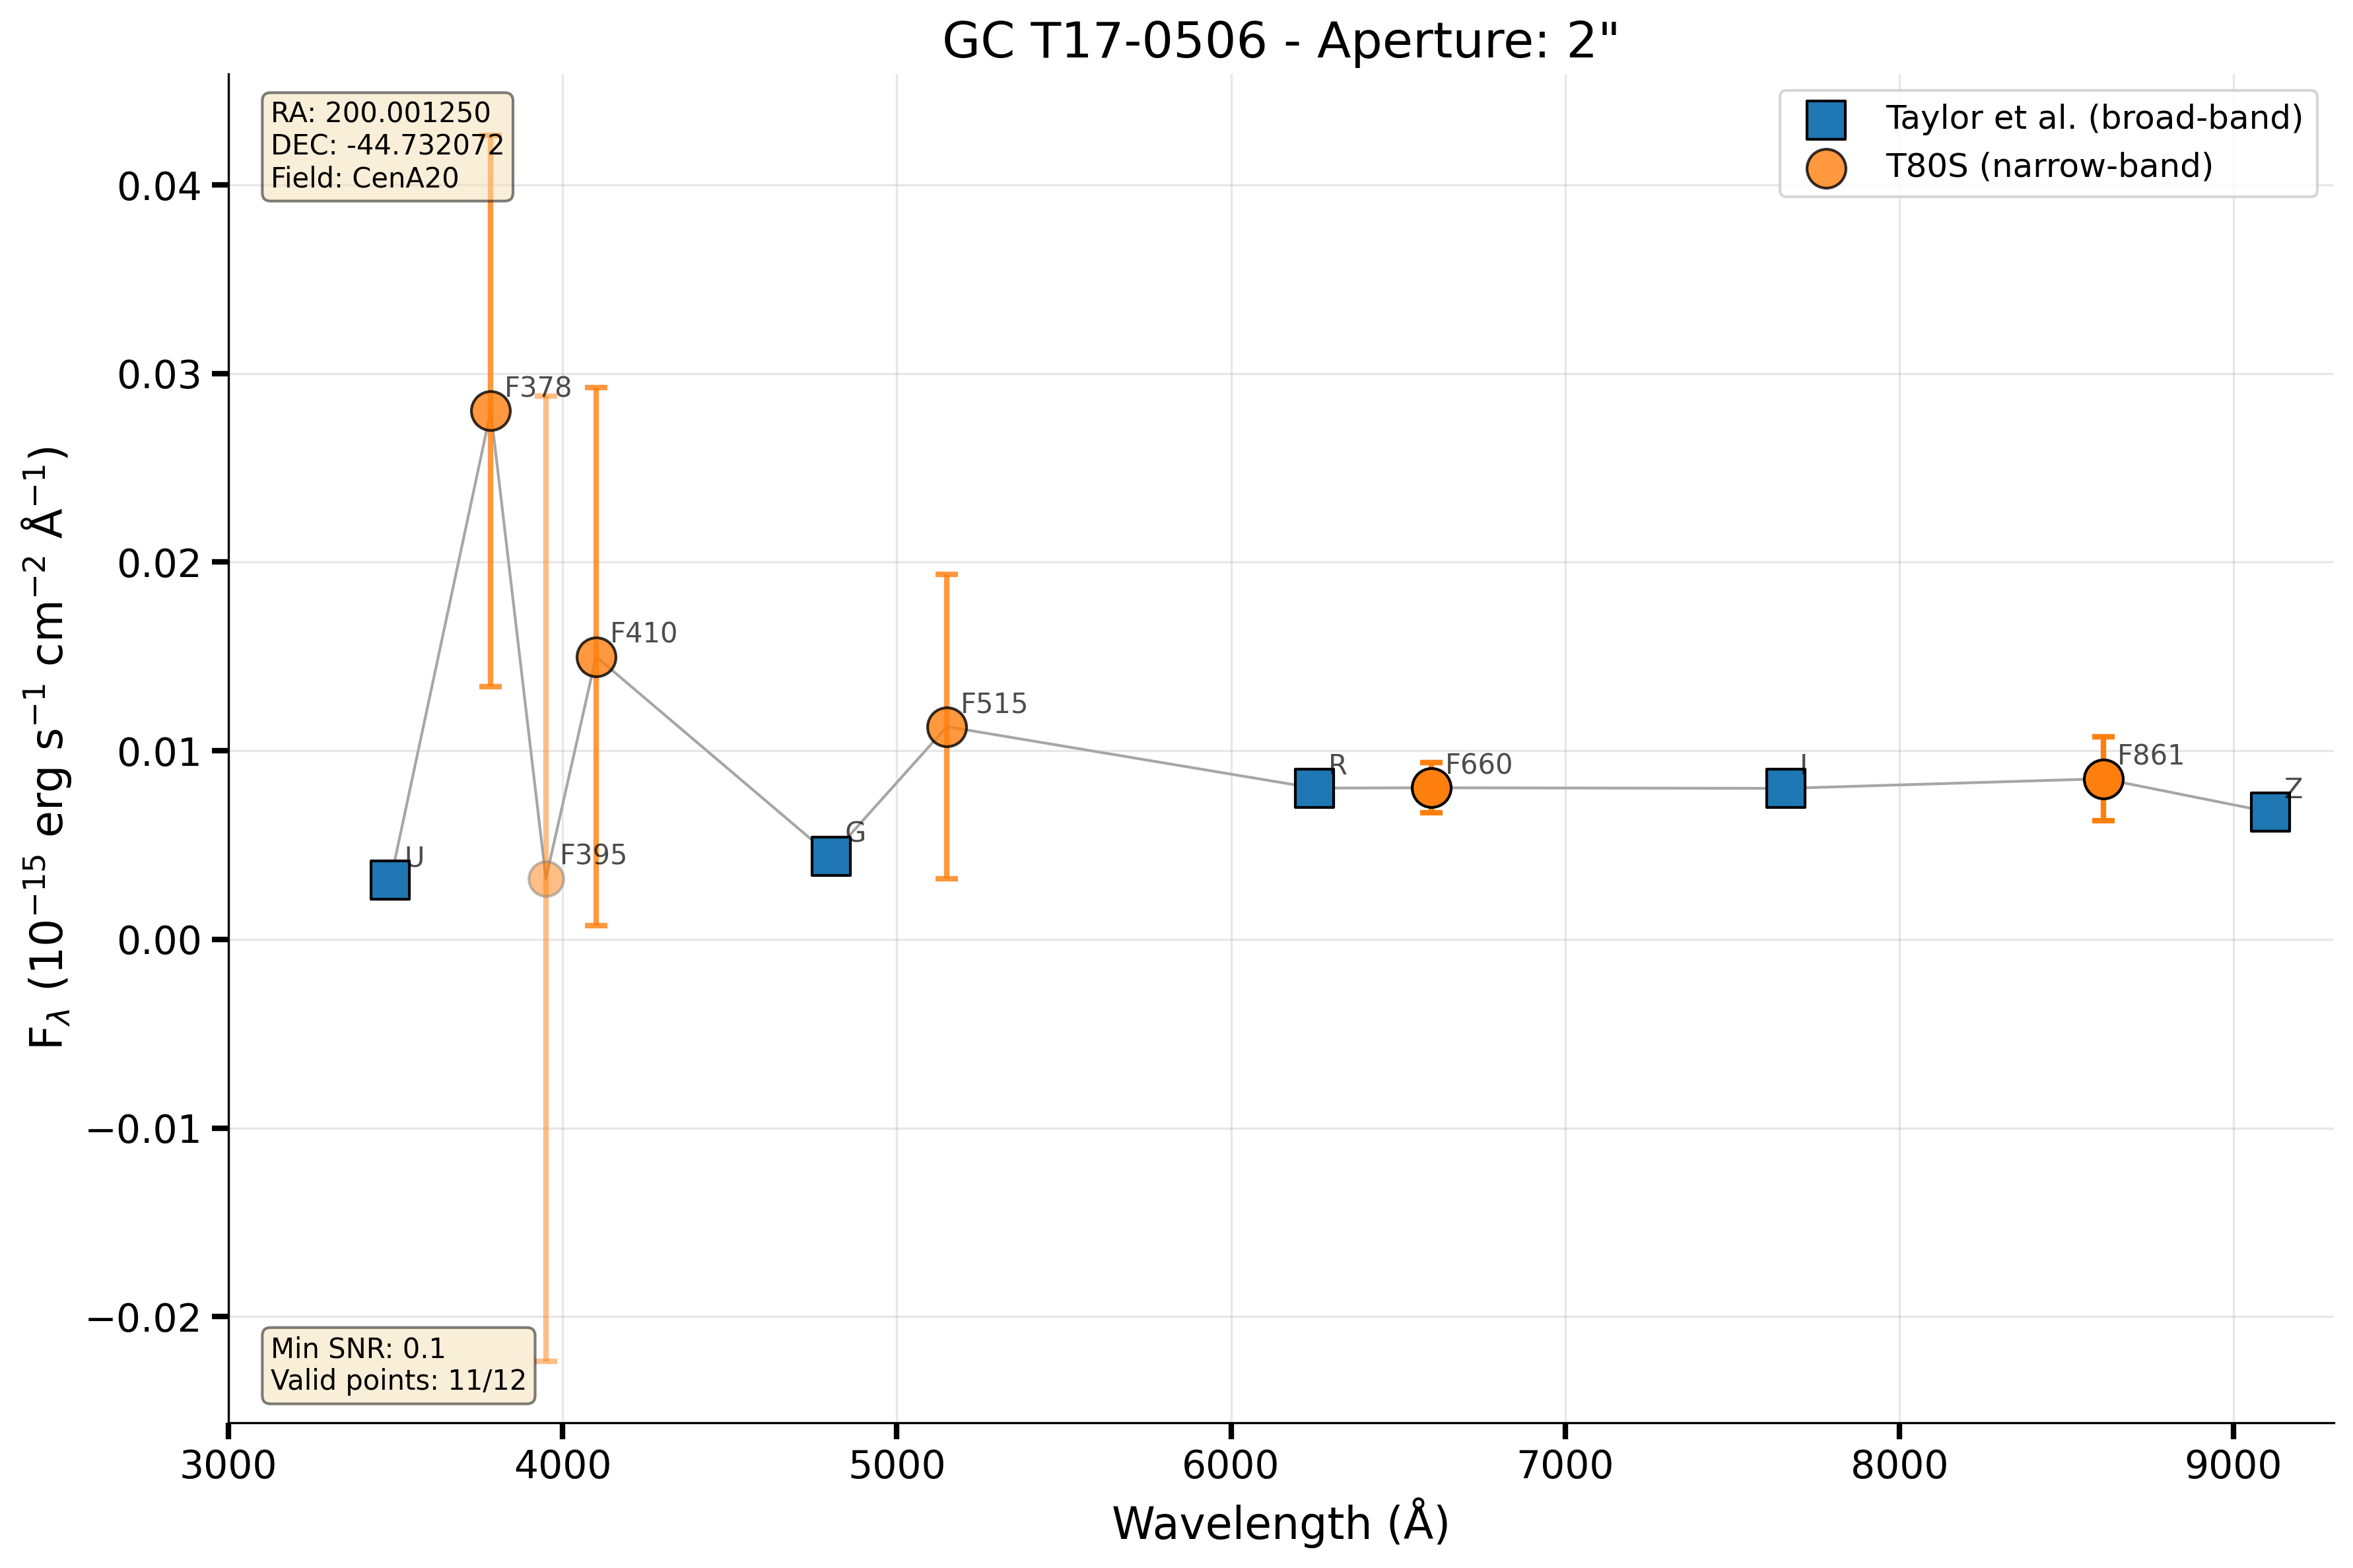 GC T17-0506 - Aperture: 2"
RA: 200.001250
DEC: -44.732072
Field: CenA20
Taylor et al. (broad-band)
T80S (narrow-band)
0.04
0.03
0.02
0.01
0.00
−0.01
−0.02
F_λ (10⁻¹⁵ erg s⁻¹ cm⁻² Å⁻¹)
U
F378
F395
F410
G
F515
R
F660
I
F861
Z
Min SNR: 0.1
Valid points: 11/12
3000 4000 5000 6000 7000 8000 9000
Wavelength (Å)